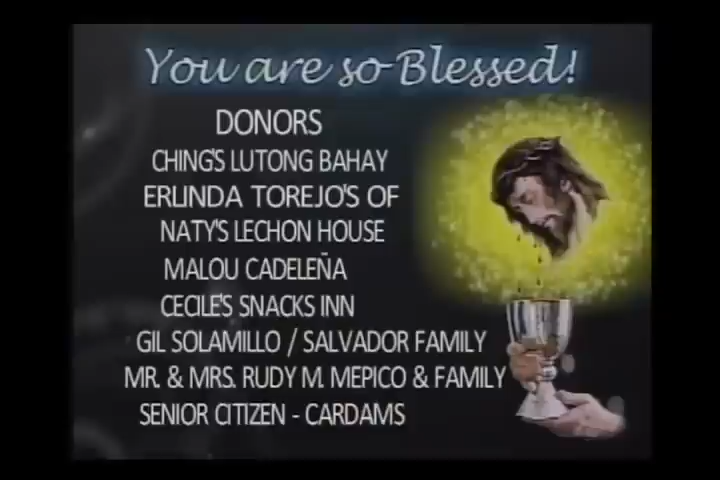 You are so Blessed!
DONORS
CHING'S LUTONG BAHAY
ERLINDA TOREJO'S OF
NATY'S LECHON HOUSE
MALOU CADELEÑA
CECILE'S SNACKS INN
GIL SOLAMILLO / SALVADOR FAMILY
MR. & MRS. RUDY M. MEPICO & FAMILY
SENIOR CITIZEN - CARDAMS